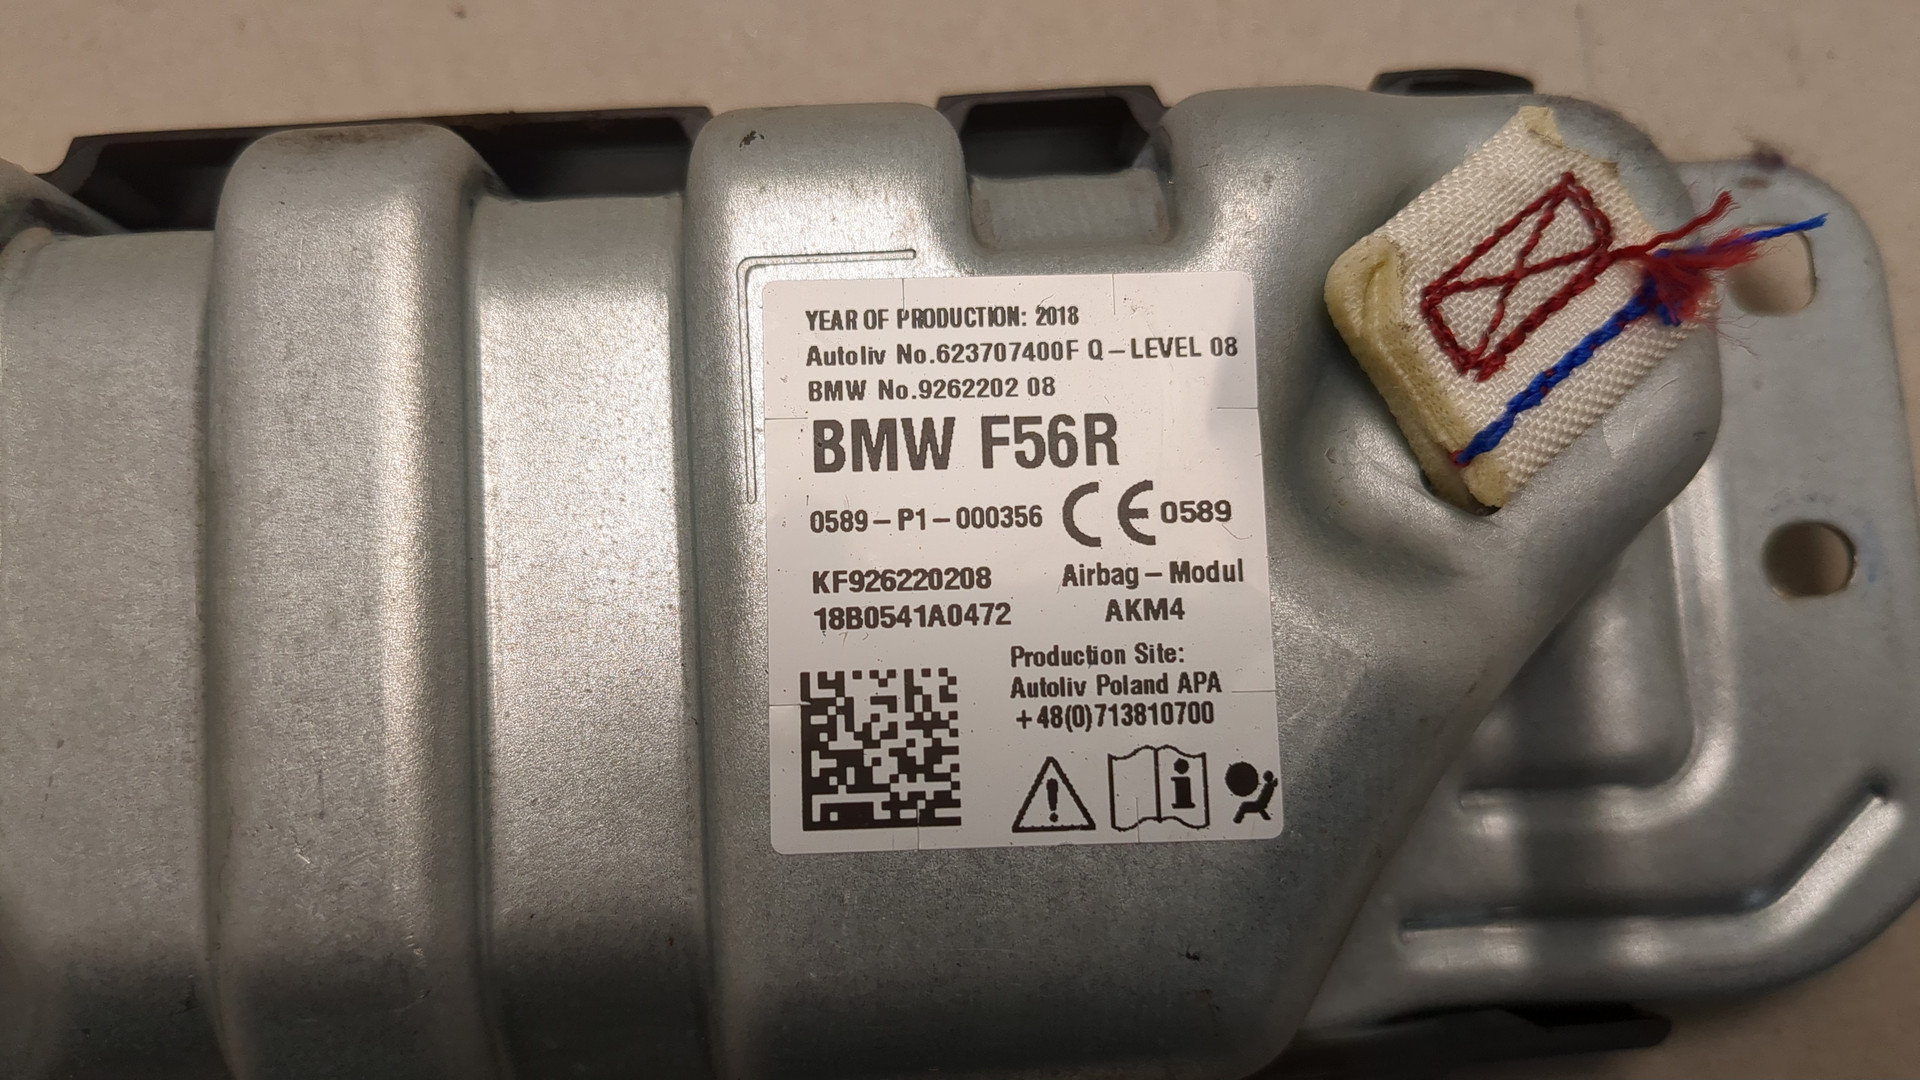 YEAR OF PRODUCTION: 2018
Autoliv No.623707400F Q-LEVEL 08
BMW No.9262202 08
BMW F56R
0589-P1-000356 CE 0589
KF926220208 Airbag-Modul
18B0541A0472 AKM4
Production Site:
Autoliv Poland APA
+48(0)713810700